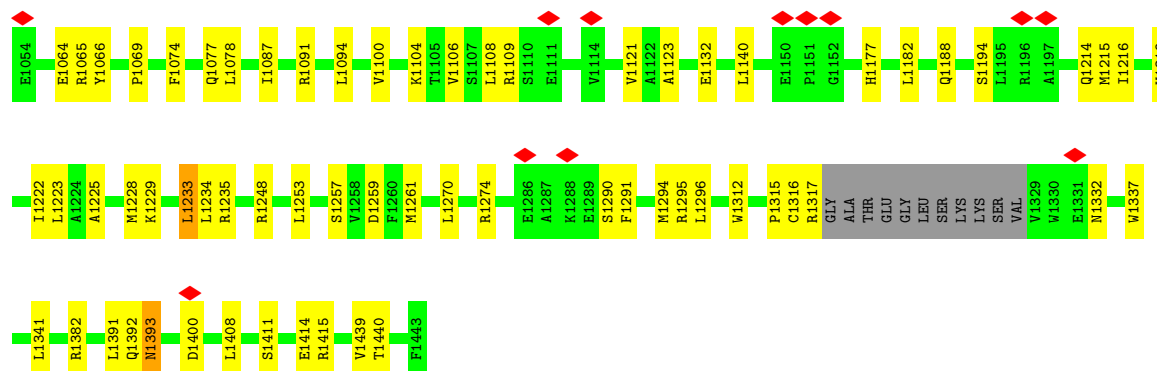 E1054 E1064 R1065 Y1066 P1069 F1074 Q1077 L1078 I1087 R1091 L1094 V1100 K1104 T1105 V1106 S1107 L1108 R1109 S1110 E1111 V1114 V1121 A1122 A1123 E1132 L1140 E1150 P1151 G1152 H1177 L1182 Q1188 S1194 L1195 R1196 A1197 Q1214 M1215 I1216
I1222 L1223 A1224 A1225 M1228 K1229 L1233 L1234 R1235 R1248 L1253 S1257 V1258 D1259 F1260 M1261 L1270 R1274 E1286 A1287 K1288 E1289 S1290 F1291 M1294 R1295 L1296 W1312 P1315 C1316 R1317 GLY ALA THR GLU GLY LEU SER LYS LYS SER VAL V1329 W1330 E1331 N1332 W1337
L1341 R1382 L1391 Q1392 N1393 D1400 L1408 S1411 E1414 R1415 V1439 T1440 F1443